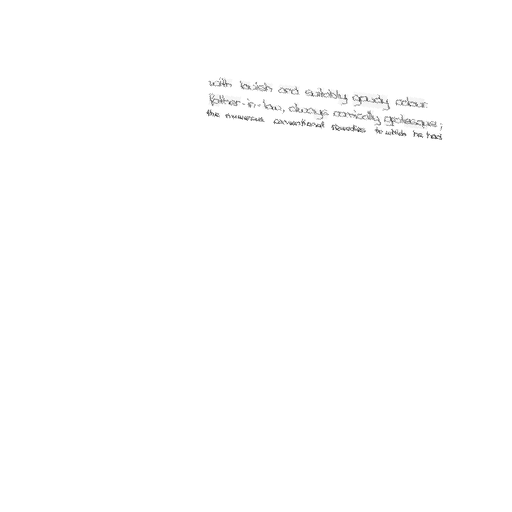 with lavish and suitably gaudy colour
father-in-law, always comically grotesque;
the numerous conventional remedies to which he had